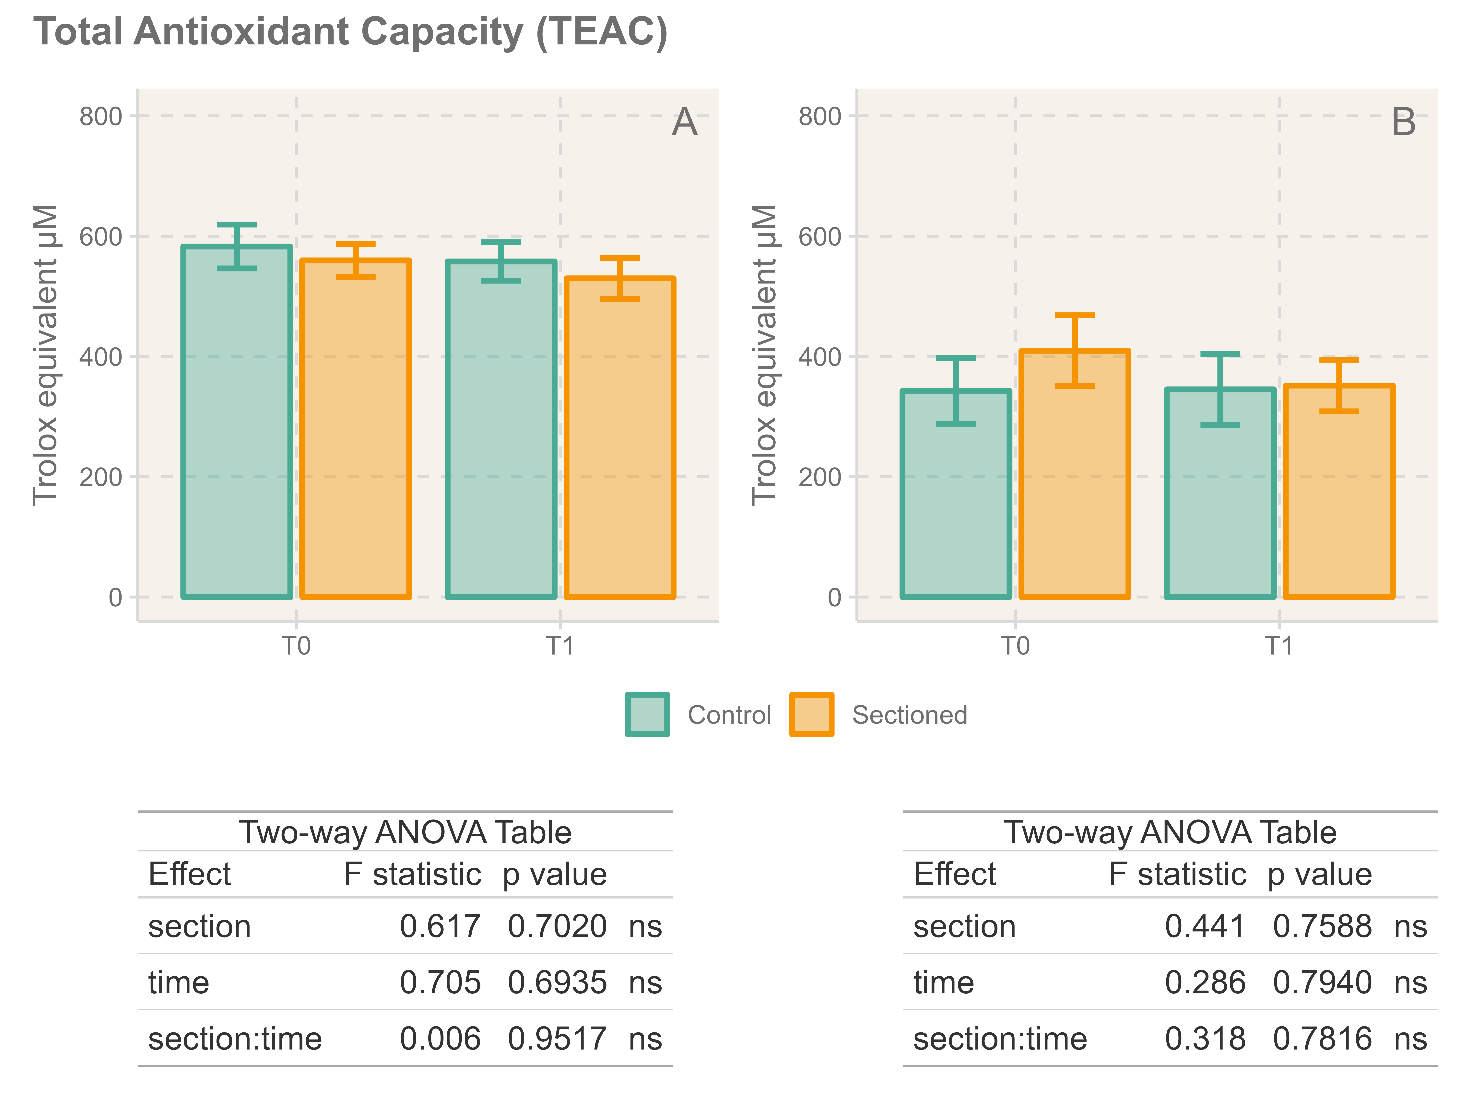 Total Antioxidant Capacity (TEAC)
A
800
600
400
200
0
Trolox equivalent µM
T0 T1
B
800
600
400
200
0
Trolox equivalent µM
T0 T1
Control Sectioned
Two-way ANOVA Table
Effect F statistic p value
section 0.617 0.7020 ns
time 0.705 0.6935 ns
section:time 0.006 0.9517 ns
Two-way ANOVA Table
Effect F statistic p value
section 0.441 0.7588 ns
time 0.286 0.7940 ns
section:time 0.318 0.7816 ns